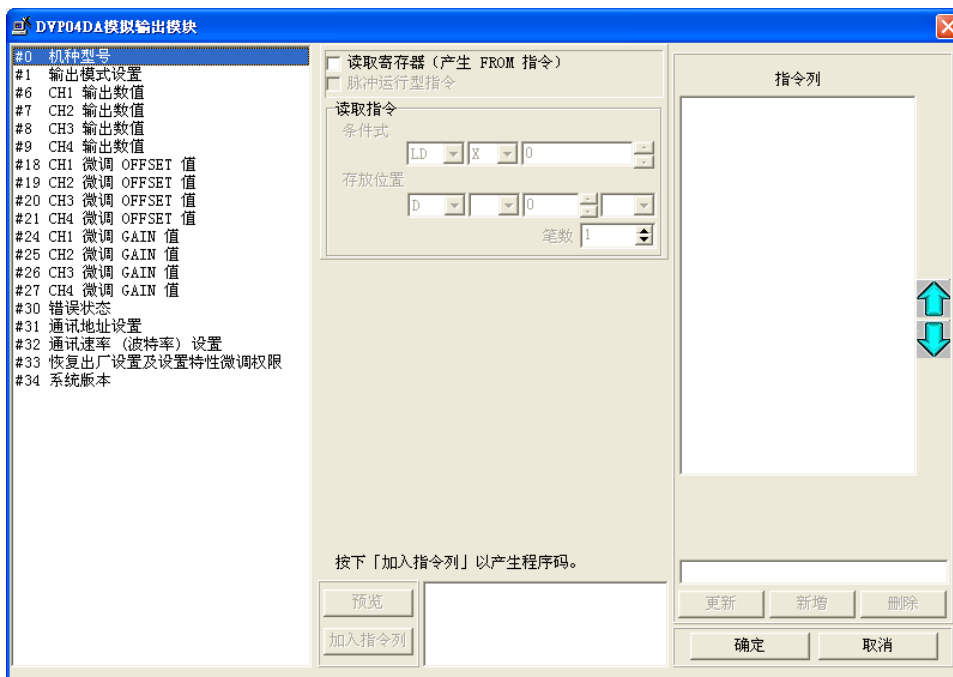 DVP04DA模拟输出模块
#0 机种型号
#1 输出模式设置
#6 CH1 输出数值
#7 CH2 输出数值
#8 CH3 输出数值
#9 CH4 输出数值
#18 CH1 微调 OFFSET 值
#19 CH2 微调 OFFSET 值
#20 CH3 微调 OFFSET 值
#21 CH4 微调 OFFSET 值
#24 CH1 微调 GAIN 值
#25 CH2 微调 GAIN 值
#26 CH3 微调 GAIN 值
#27 CH4 微调 GAIN 值
#30 错误状态
#31 通讯地址设置
#32 通讯速率 (波特率) 设置
#33 恢复出厂设置及设置特性微调权限
#34 系统版本
读取寄存器(产生 FROM 指令)
脉冲运行型指令
读取指令
条件式
LD X 0
存放位置
D 0
笔数 1
按下「加入指令列」以产生程序码。
预览
加入指令列
指令列
更新 新增 删除
确定 取消